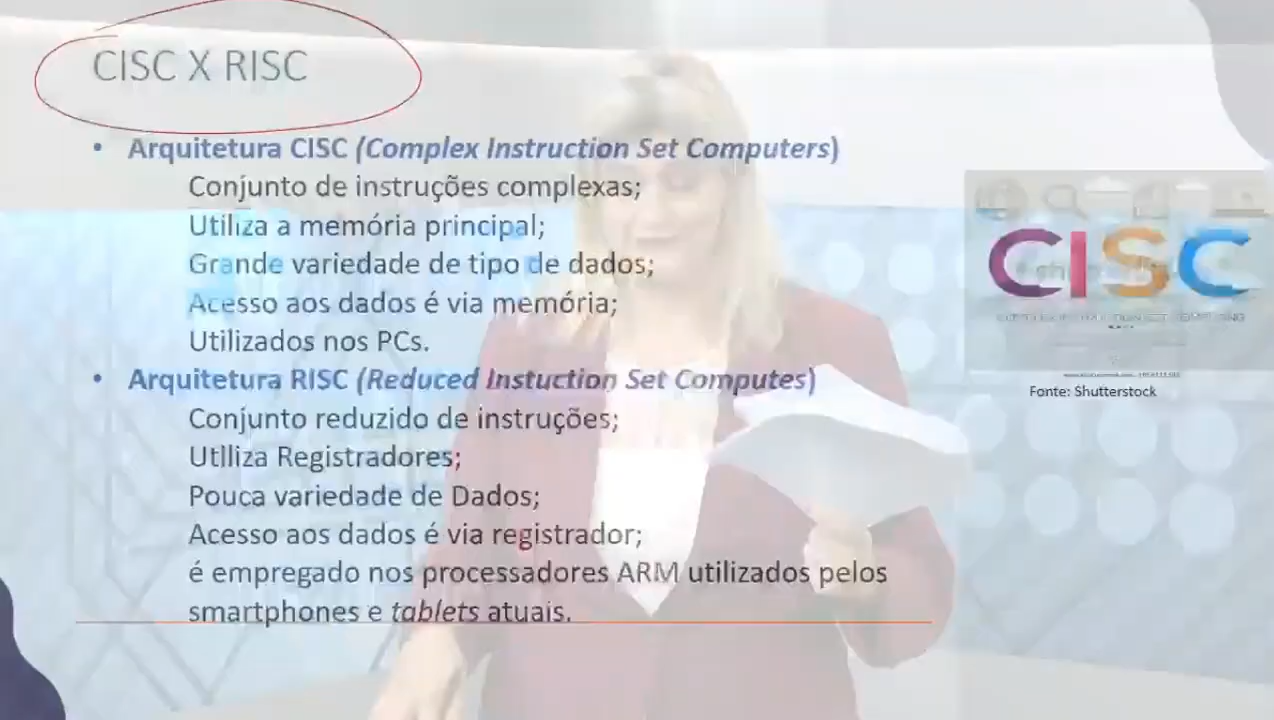 CISC X RISC
• Arquitetura CISC (Complex Instruction Set Computers)
Conjunto de instruções complexas;
Utiliza a memória principal;
Grande variedade de tipo de dados;
Acesso aos dados é via memória;
Utilizados nos PCs.
• Arquitetura RISC (Reduced Instuction Set Computes)
Conjunto reduzido de instruções;
Utiliza Registradores;
Pouca variedade de Dados;
Acesso aos dados é via registrador;
é empregado nos processadores ARM utilizados pelos
smartphones e tablets atuais.
CISC
Fonte: Shutterstock